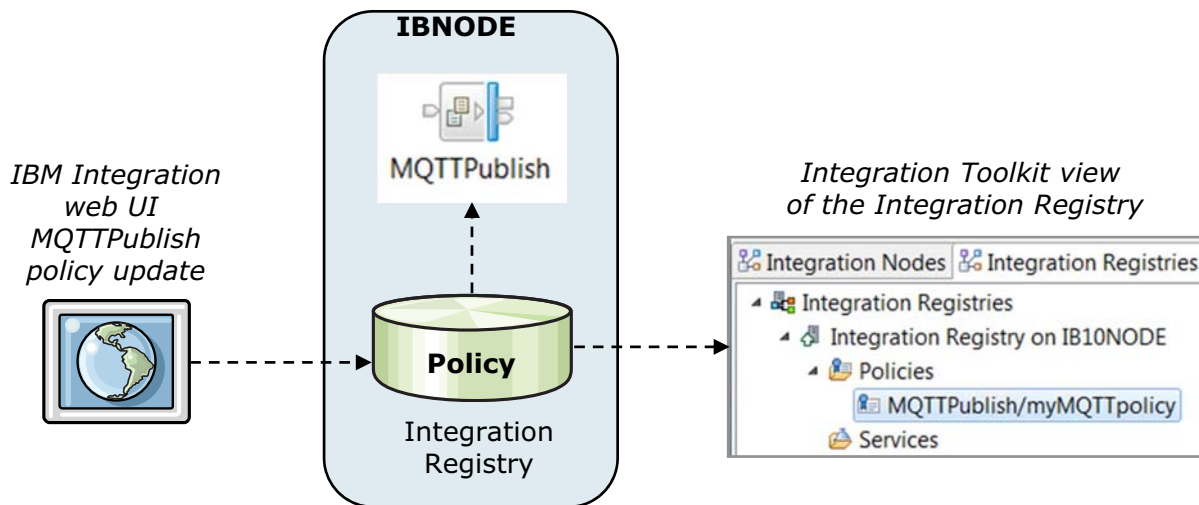 IBNODE
MQTTPublish
IBM Integration
web UI
MQTTPublish
policy update
Policy
Integration
Registry
Integration Toolkit view
of the Integration Registry
Integration Nodes Integration Registries
Integration Registries
Integration Registry on IB10NODE
Policies
MQTTPublish/myMQTTpolicy
Services